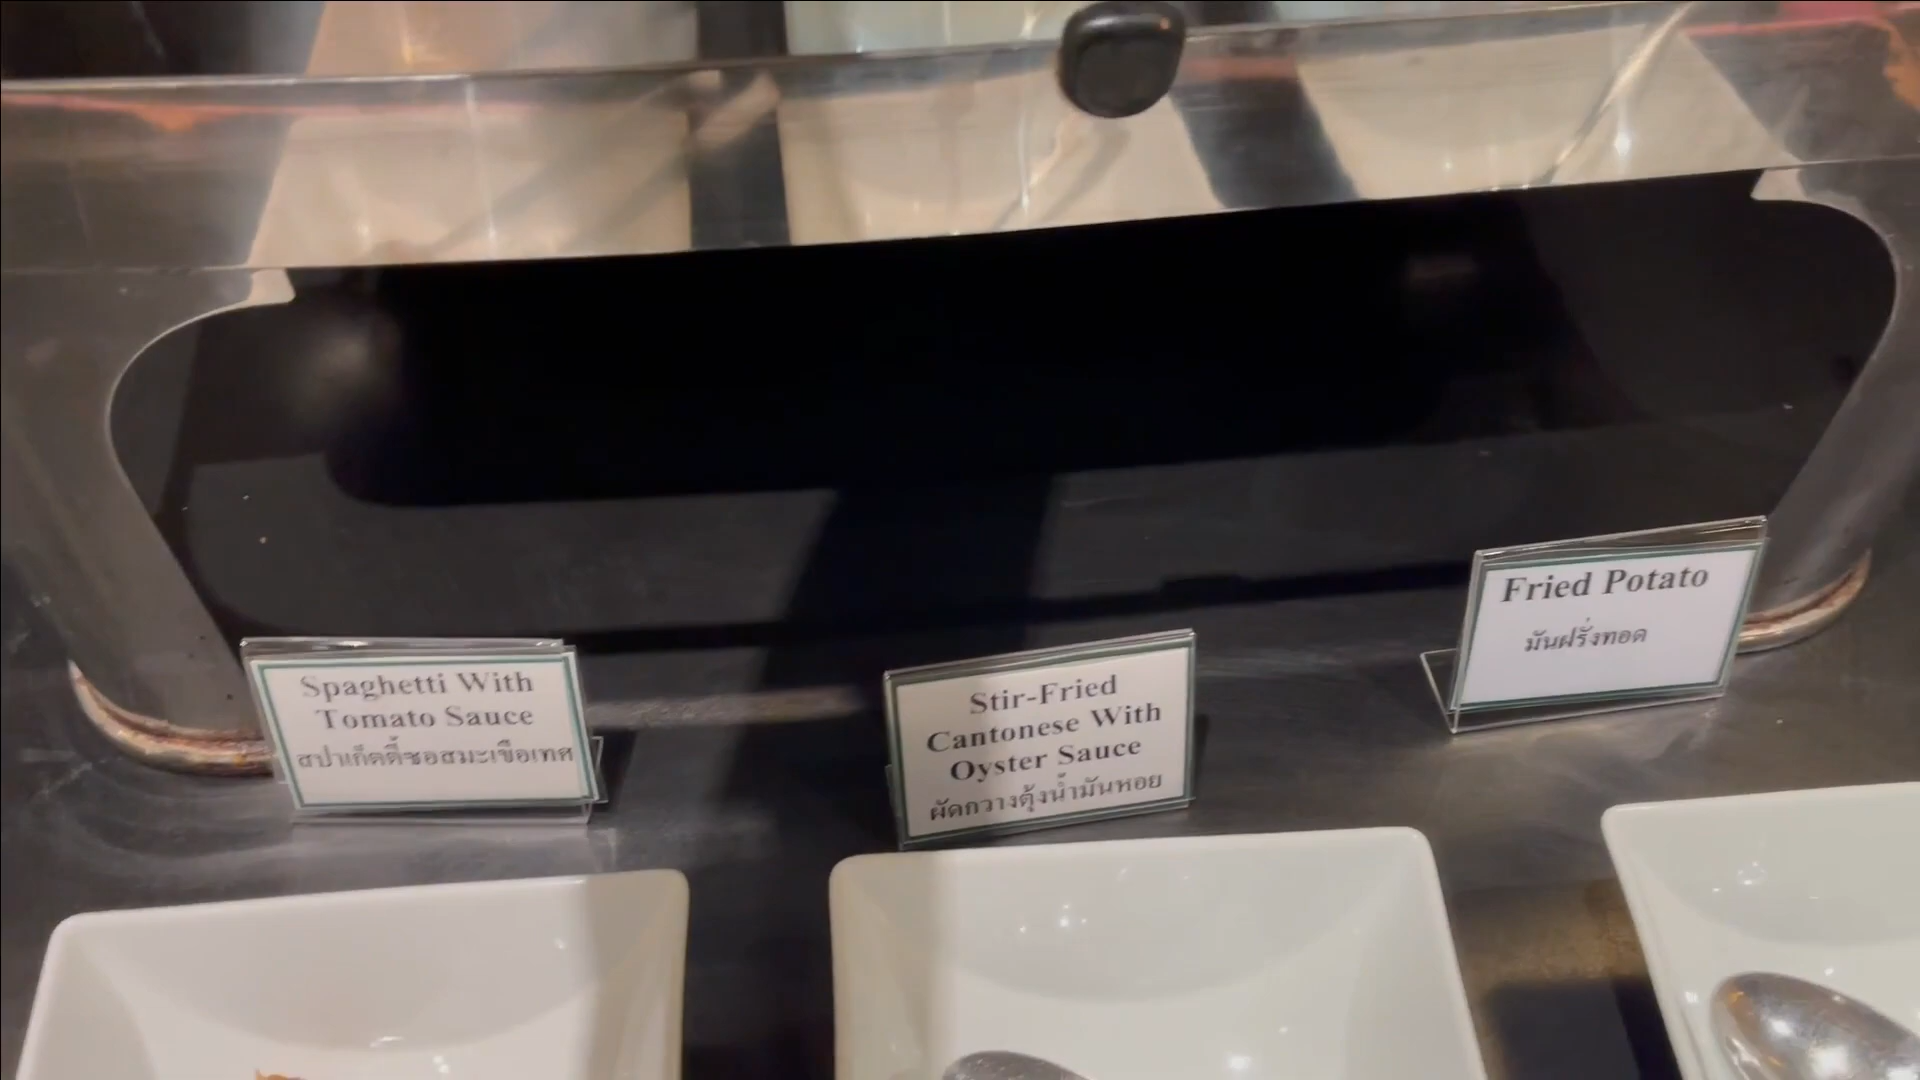 Spaghetti With
Tomato Sauce
สปาเก็ตตี้ซอสมะเขือเทศ
Stir-Fried
Cantonese With
Oyster Sauce
ผัดกวางตุ้งน้ำมันหอย
Fried Potato
มันฝรั่งทอด